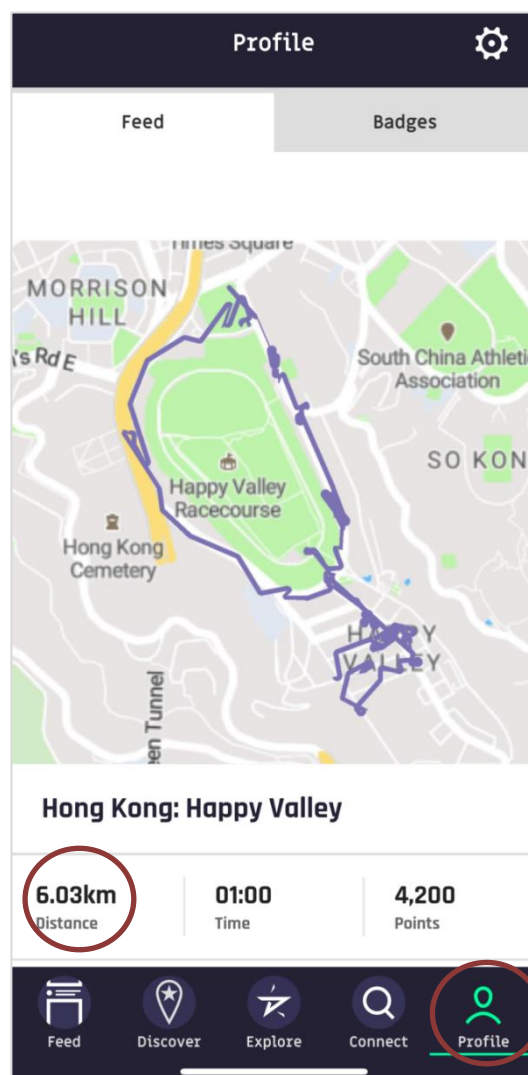 Profile
Feed Badges
Times Square
MORRISON
HILL
's Rd E
South China Athleti
Association
SO KON
Happy Valley
Racecourse
Hong Kong
Cemetery
HAPPY
VALLEY
een Tunnel
Hong Kong: Happy Valley
6.03km 01:00 4,200
Distance Time Points
Feed Discover Explore Connect Profile